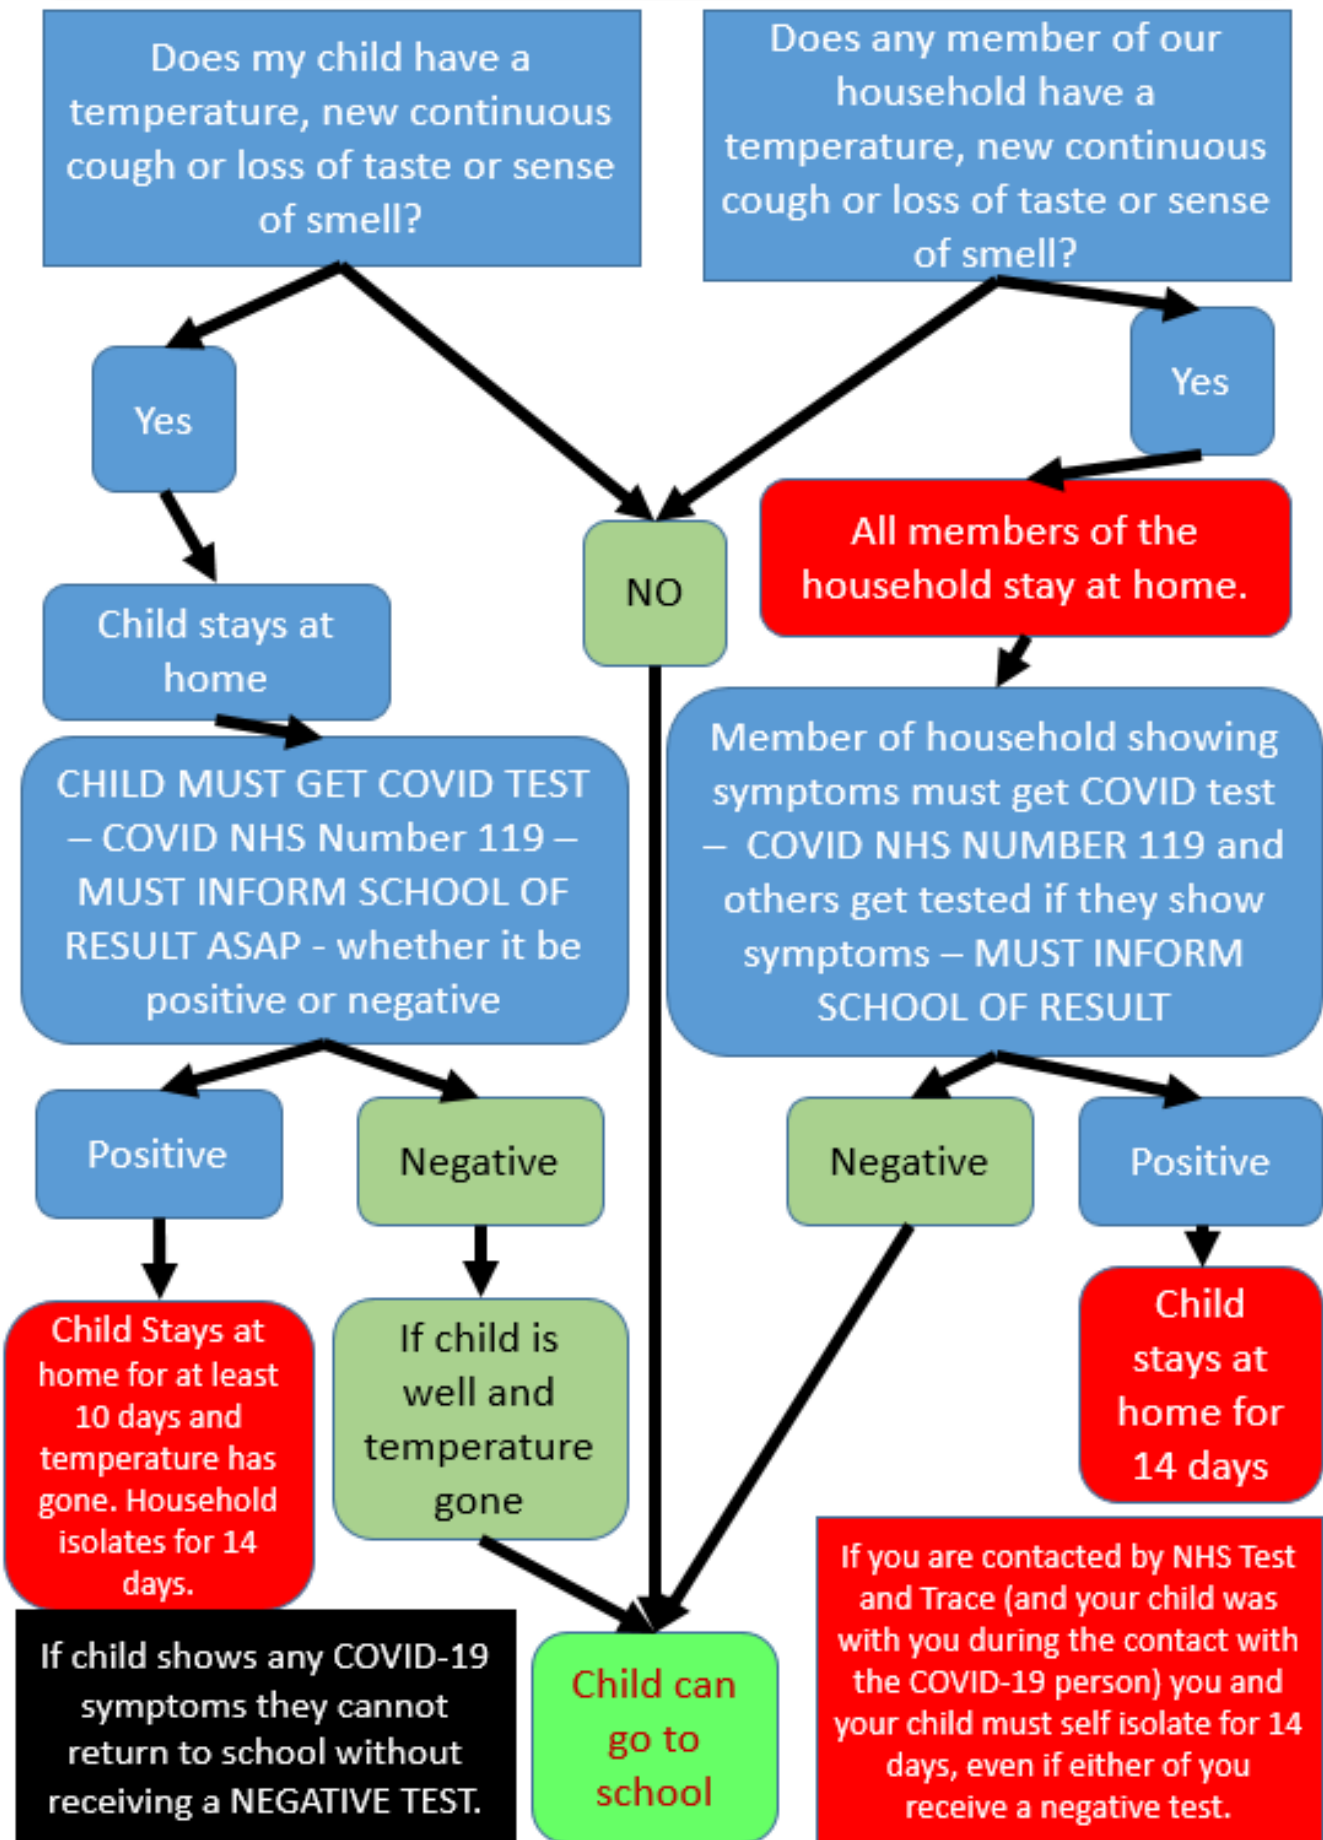 Does my child have a
temperature, new continuous
cough or loss of taste or sense
of smell?
Does any member of our
household have a
temperature, new continuous
cough or loss of taste or sense
of smell?
Yes
Yes
NO
All members of the
household stay at home.
Child stays at
home
CHILD MUST GET COVID TEST
– COVID NHS Number 119 –
MUST INFORM SCHOOL OF
RESULT ASAP - whether it be
positive or negative
Member of household showing
symptoms must get COVID test
– COVID NHS NUMBER 119 and
others get tested if they show
symptoms – MUST INFORM
SCHOOL OF RESULT
Positive
Negative
Negative
Positive
Child Stays at
home for at least
10 days and
temperature has
gone. Household
isolates for 14
days.
If child is
well and
temperature
gone
Child
stays at
home for
14 days
If child shows any COVID-19
symptoms they cannot
return to school without
receiving a NEGATIVE TEST.
Child can
go to
school
If you are contacted by NHS Test
and Trace (and your child was
with you during the contact with
the COVID-19 person) you and
your child must self isolate for 14
days, even if either of you
receive a negative test.